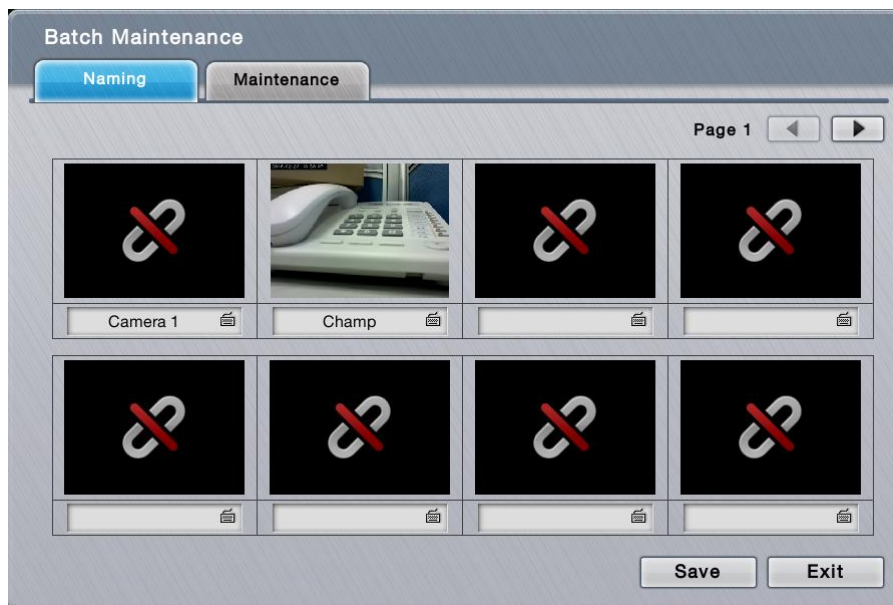 Batch Maintenance
Naming Maintenance
Page 1
Camera 1 Champ
Save Exit